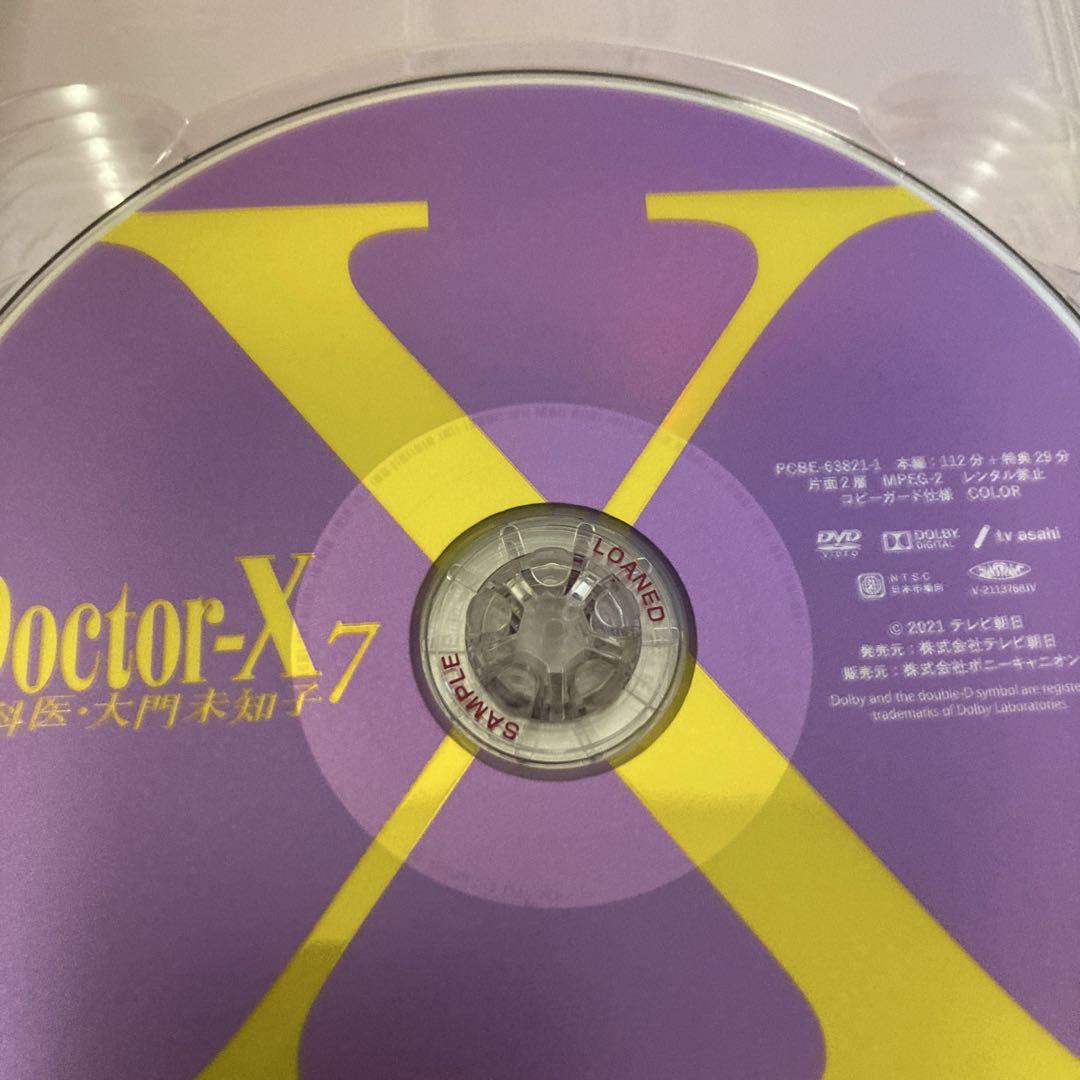 Doctor-X 7
科医・大門未知子
LOANED
SAMPLE
PCBE-63821-1 本編:112分+特典29分
片面2層 MPEG-2 レンタル禁止
コピーガード仕様 COLOR
DVD
VIDEO
DOLBY
DIGITAL
tv asahi
NTSC
日本市場向
V-2113768JV
© 2021 テレビ朝日
発売元:株式会社テレビ朝日
販売元:株式会社ポニーキャニオン
Dolby and the double-D symbol are registe
trademarks of Dolby Laboratories.